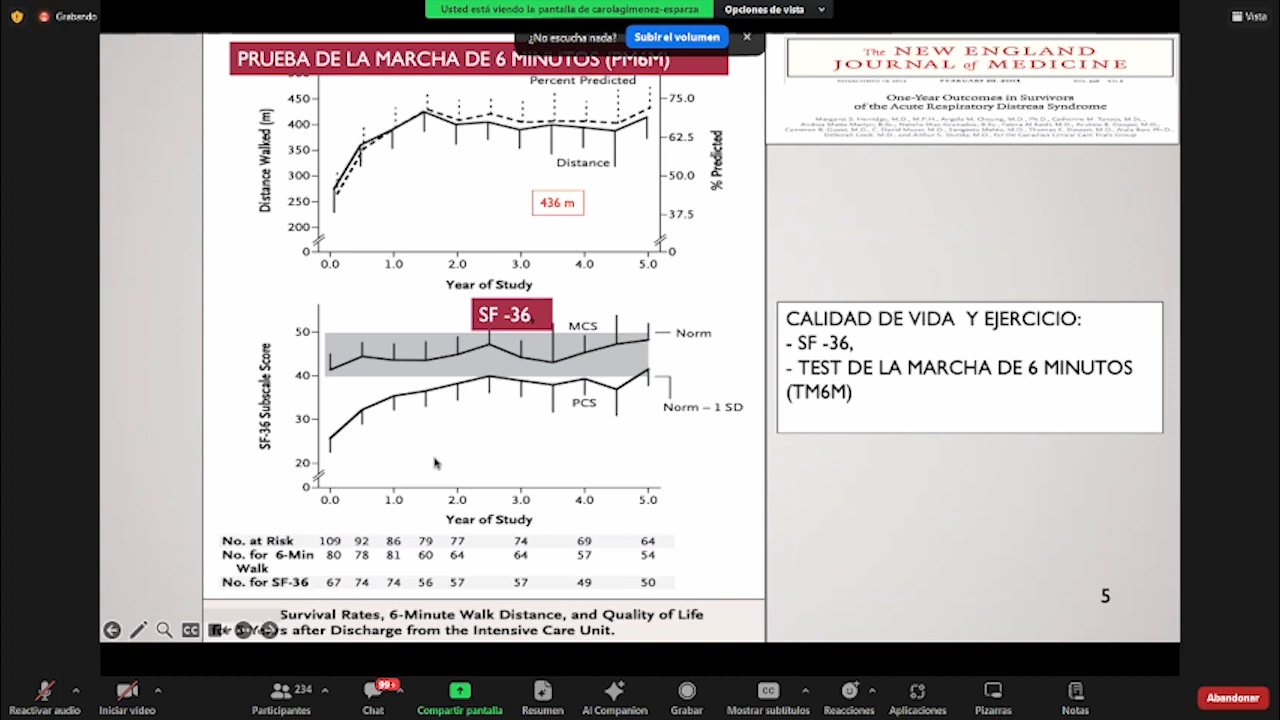 Grabando
Usted está viendo la pantalla de carolagimenez-esparza
Opciones de vista
Vista
¿No escucha nada?
Subir el volumen
PRUEBA DE LA MARCHA DE 6 MINUTOS (PM6M)
Percent Predicted
450
400
350
300
250
200
0
Distance Walked (m)
75.0
62.5
50.0
37.5
0
% Predicted
Distance
436 m
0.0 1.0 2.0 3.0 4.0 5.0
Year of Study
SF -36,
MCS
Norm
PCS
Norm – 1 SD
50
40
30
20
0
SF-36 Subscale Score
0.0 1.0 2.0 3.0 4.0 5.0
Year of Study
No. at Risk 109 92 86 79 77 74 69 64
No. for 6-Min Walk 80 78 81 60 64 64 57 54
No. for SF-36 67 74 74 56 57 57 49 50
Survival Rates, 6-Minute Walk Distance, and Quality of Life
after Discharge from the Intensive Care Unit.
The NEW ENGLAND
JOURNAL of MEDICINE
One-Year Outcomes in Survivors
of the Acute Respiratory Distress Syndrome
CALIDAD DE VIDA Y EJERCICIO:
- SF -36,
- TEST DE LA MARCHA DE 6 MINUTOS
(TM6M)
5
Reactivar audio
Iniciar video
234
Participantes
99+
Chat
Compartir pantalla
Resumen
AI Companion
Grabar
Mostrar subtítulos
Reacciones
Aplicaciones
Pizarras
Notas
Abandonar